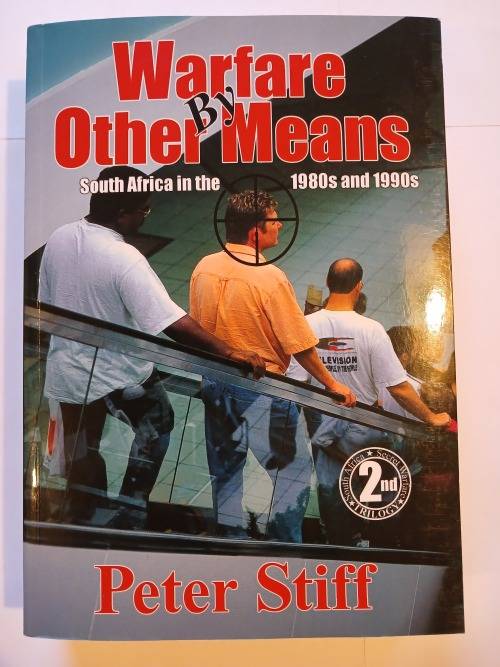 Warfare
By
Other Means
South Africa in the 1980s and 1990s
LEVISION
South Africa ★ Secret Warfare
2nd
★ TRILOGY ★
Peter Stiff